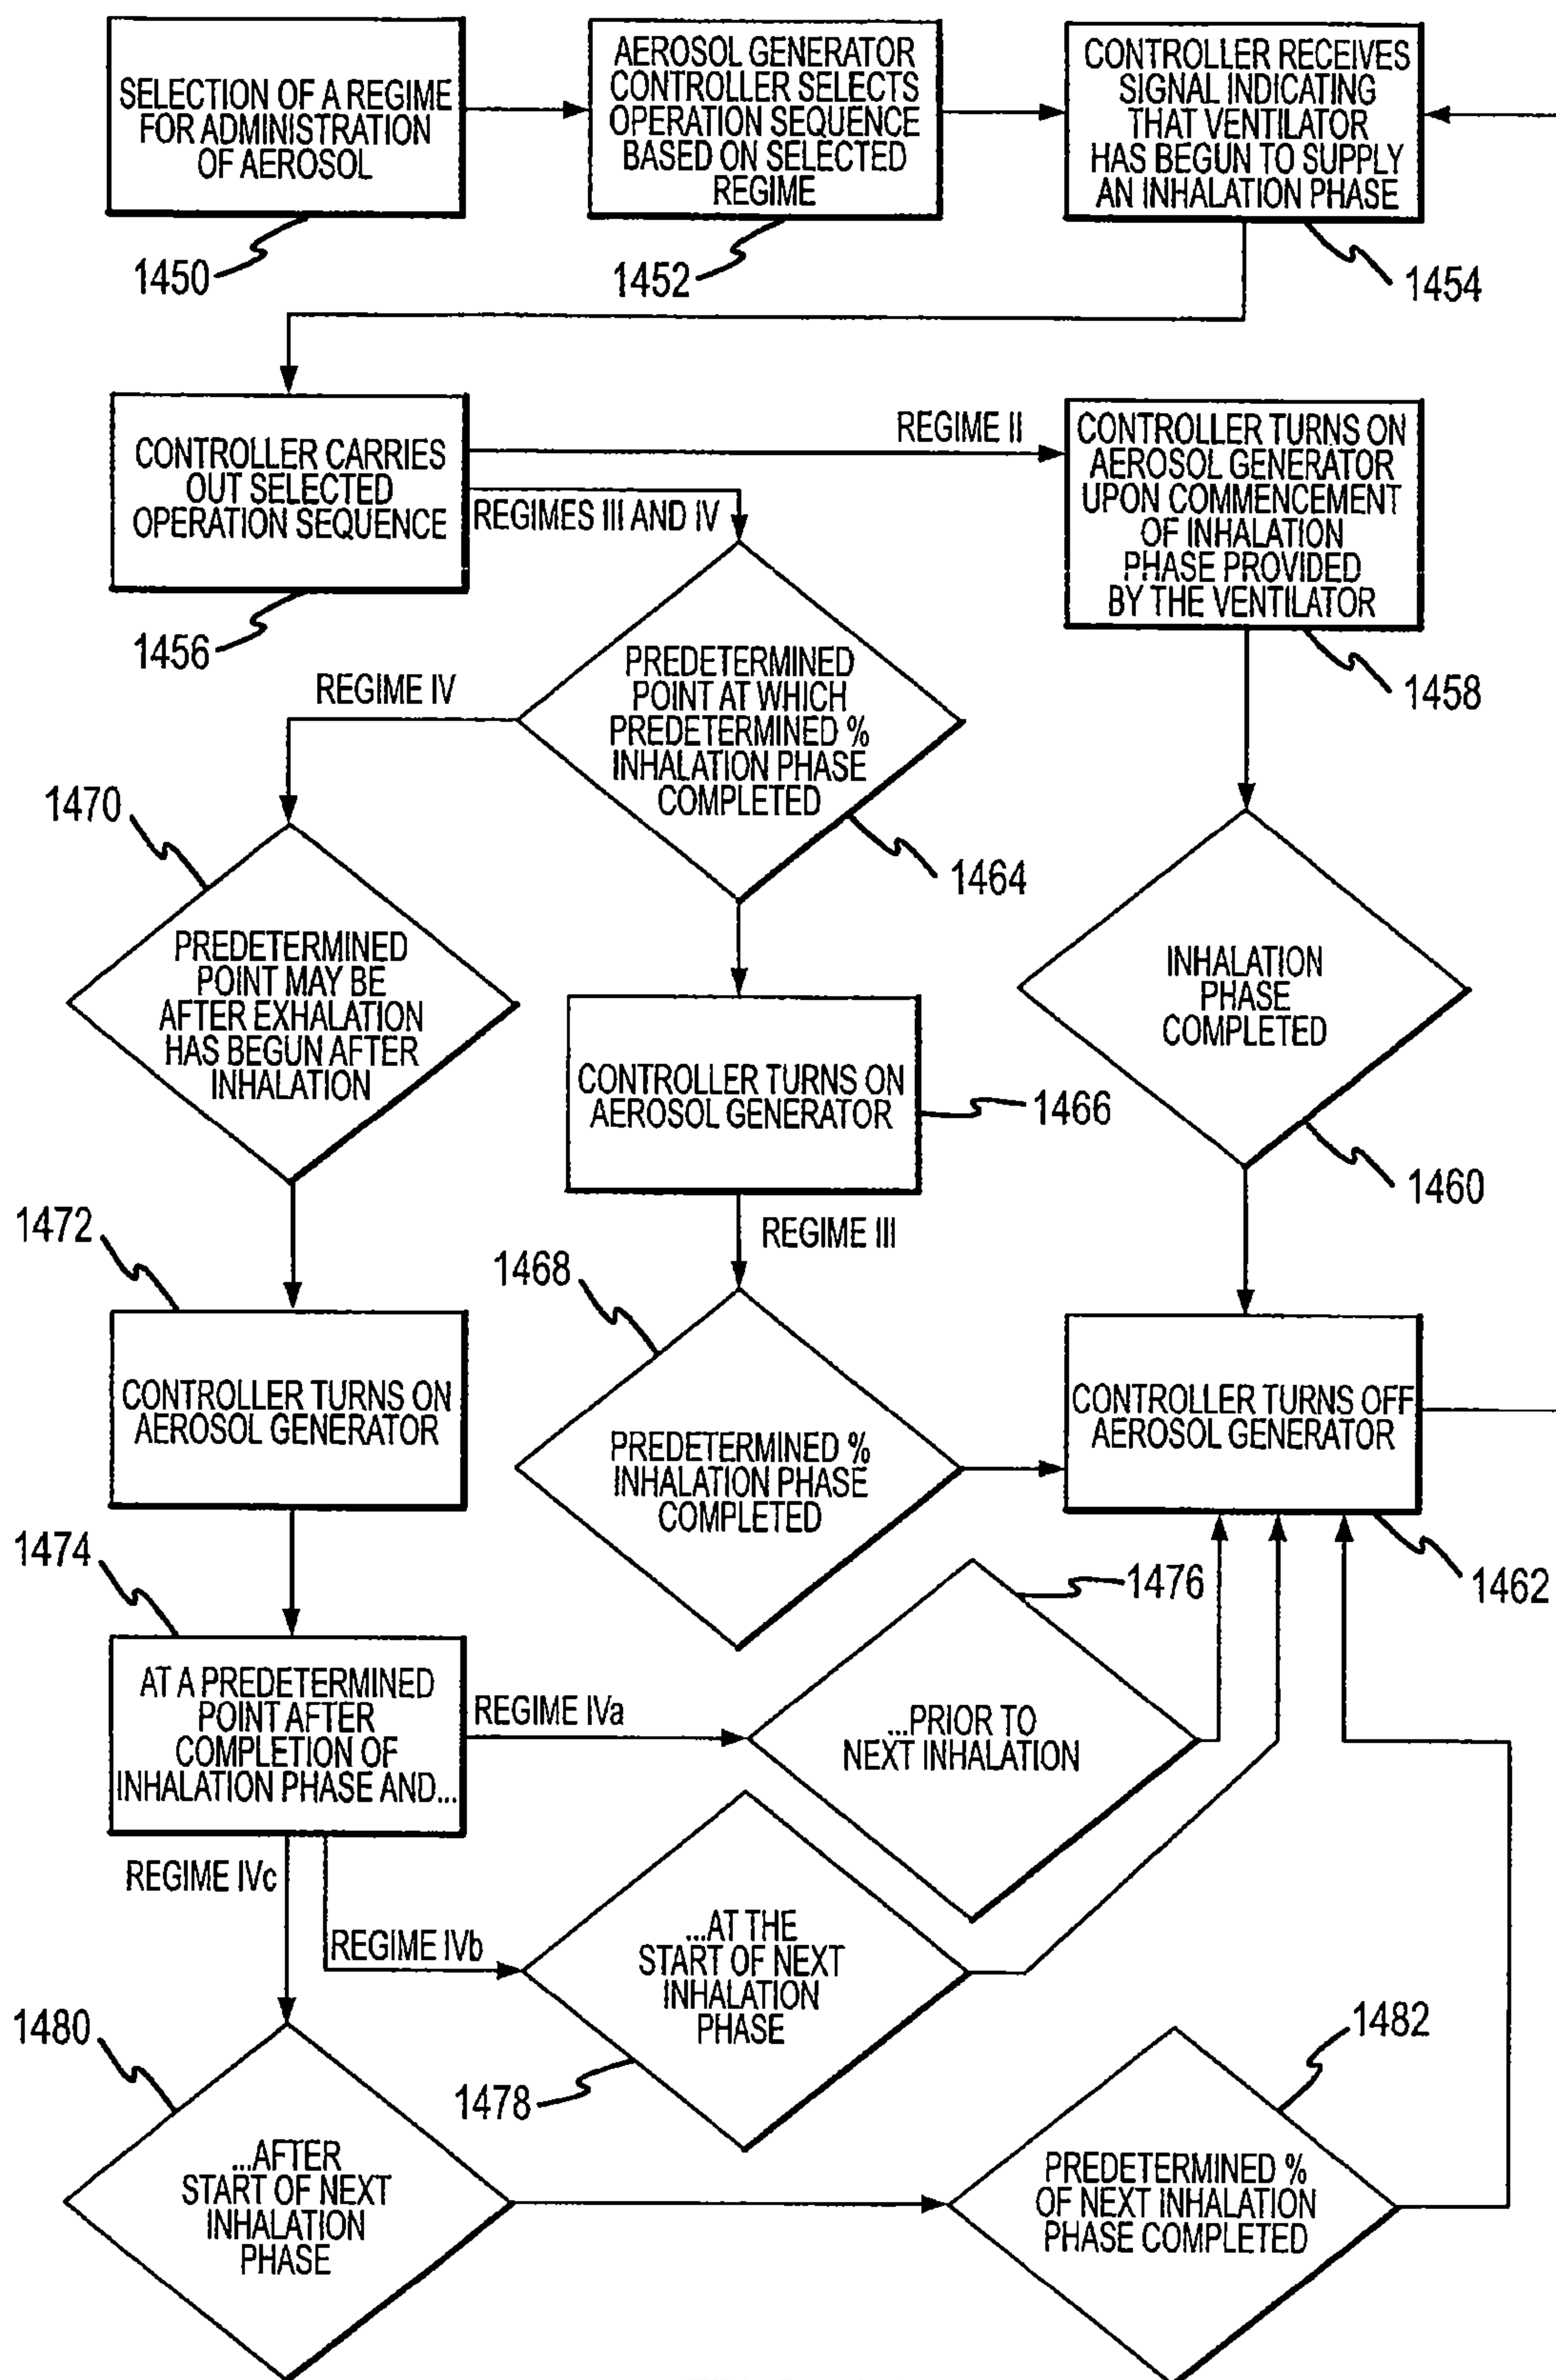 SELECTION OF A REGIME
FOR ADMINISTRATION
OF AEROSOL
1450
AEROSOL GENERATOR
CONTROLLER SELECTS
OPERATION SEQUENCE
BASED ON SELECTED
REGIME
1452
CONTROLLER RECEIVES
SIGNAL INDICATING
THAT VENTILATOR
HAS BEGUN TO SUPPLY
AN INHALATION PHASE
1454
CONTROLLER CARRIES
OUT SELECTED
OPERATION SEQUENCE
1456
REGIME II
REGIMES III AND IV
CONTROLLER TURNS ON
AEROSOL GENERATOR
UPON COMMENCEMENT
OF INHALATION
PHASE PROVIDED
BY THE VENTILATOR
1458
PREDETERMINED
POINT AT WHICH
PREDETERMINED %
INHALATION PHASE
COMPLETED
1464
REGIME IV
1470
PREDETERMINED
POINT MAY BE
AFTER EXHALATION
HAS BEGUN AFTER
INHALATION
CONTROLLER TURNS ON
AEROSOL GENERATOR
1466
INHALATION
PHASE
COMPLETED
1460
REGIME III
1472
CONTROLLER TURNS ON
AEROSOL GENERATOR
1468
PREDETERMINED %
INHALATION PHASE
COMPLETED
CONTROLLER TURNS OFF
AEROSOL GENERATOR
1462
1474
AT A PREDETERMINED
POINT AFTER
COMPLETION OF
INHALATION PHASE AND...
REGIME IVa
1476
...PRIOR TO
NEXT INHALATION
REGIME IVc
REGIME IVb
...AT THE
START OF NEXT
INHALATION
PHASE
1478
1480
...AFTER
START OF NEXT
INHALATION
PHASE
1482
PREDETERMINED %
OF NEXT INHALATION
PHASE COMPLETED